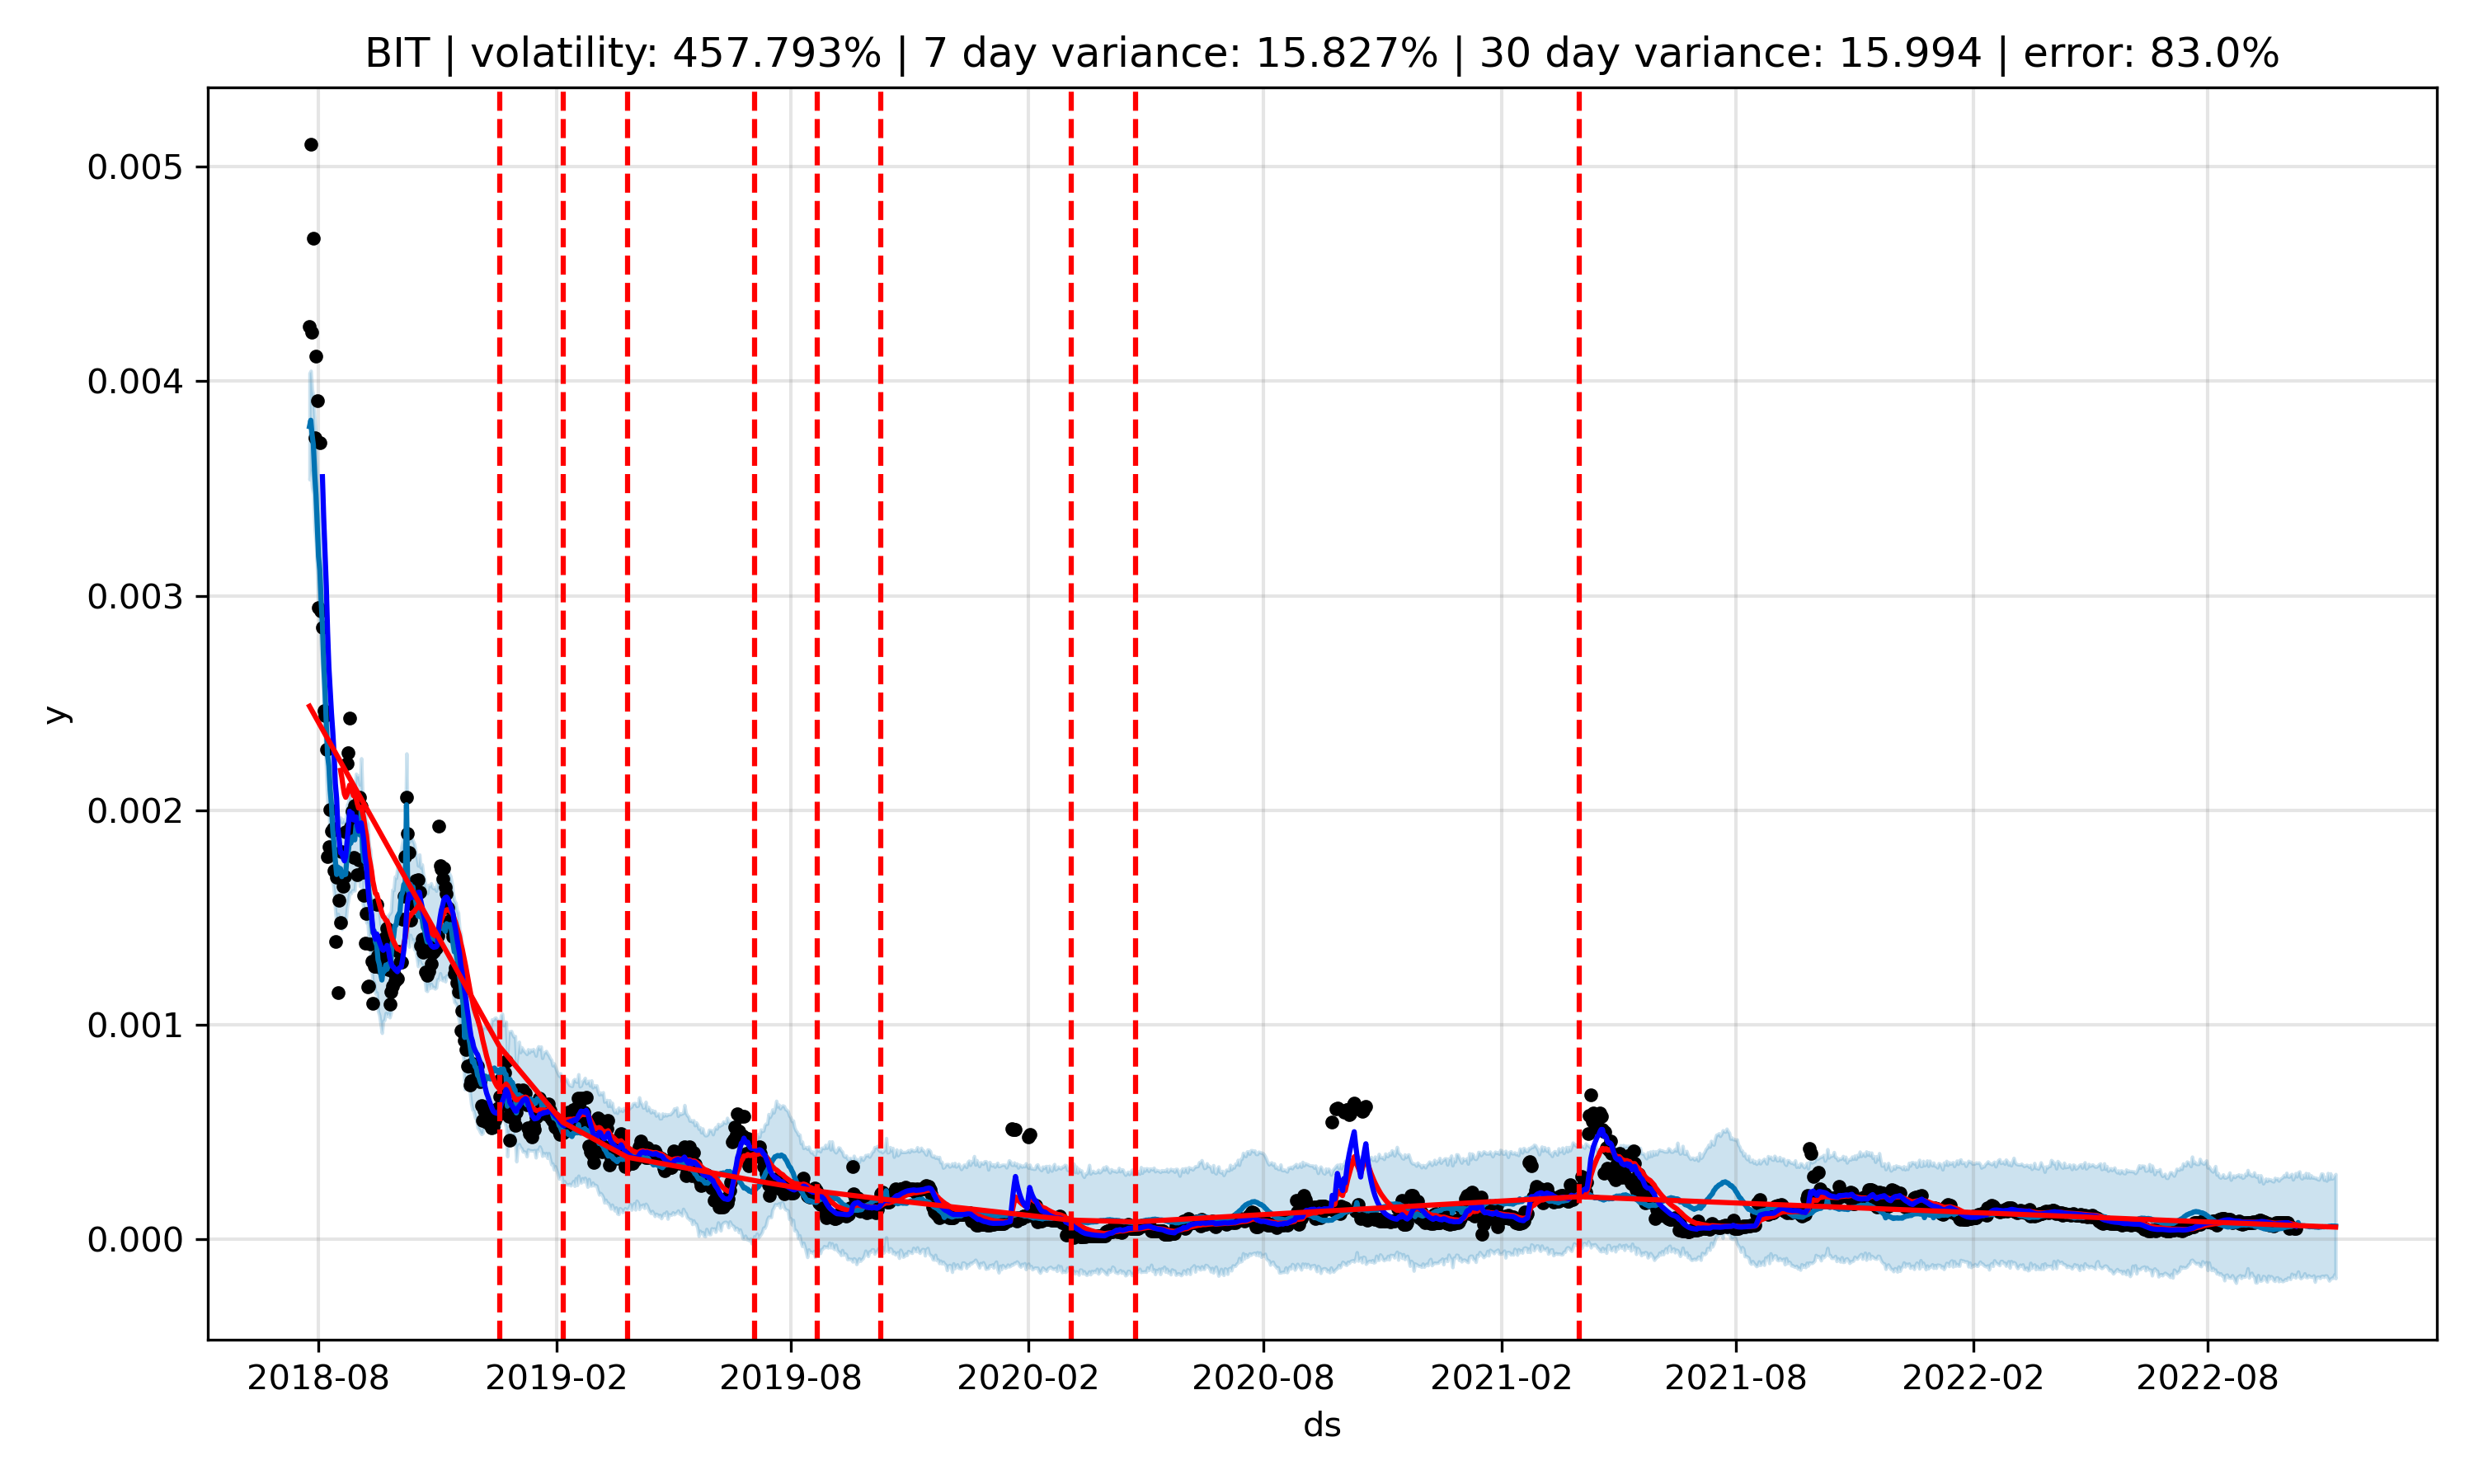 BIT | volatility: 457.793% | 7 day variance: 15.827% | 30 day variance: 15.994 | error: 83.0%
0.005
0.004
0.003
0.002
0.001
0.000
y
2018-08 2019-02 2019-08 2020-02 2020-08 2021-02 2021-08 2022-02 2022-08
ds